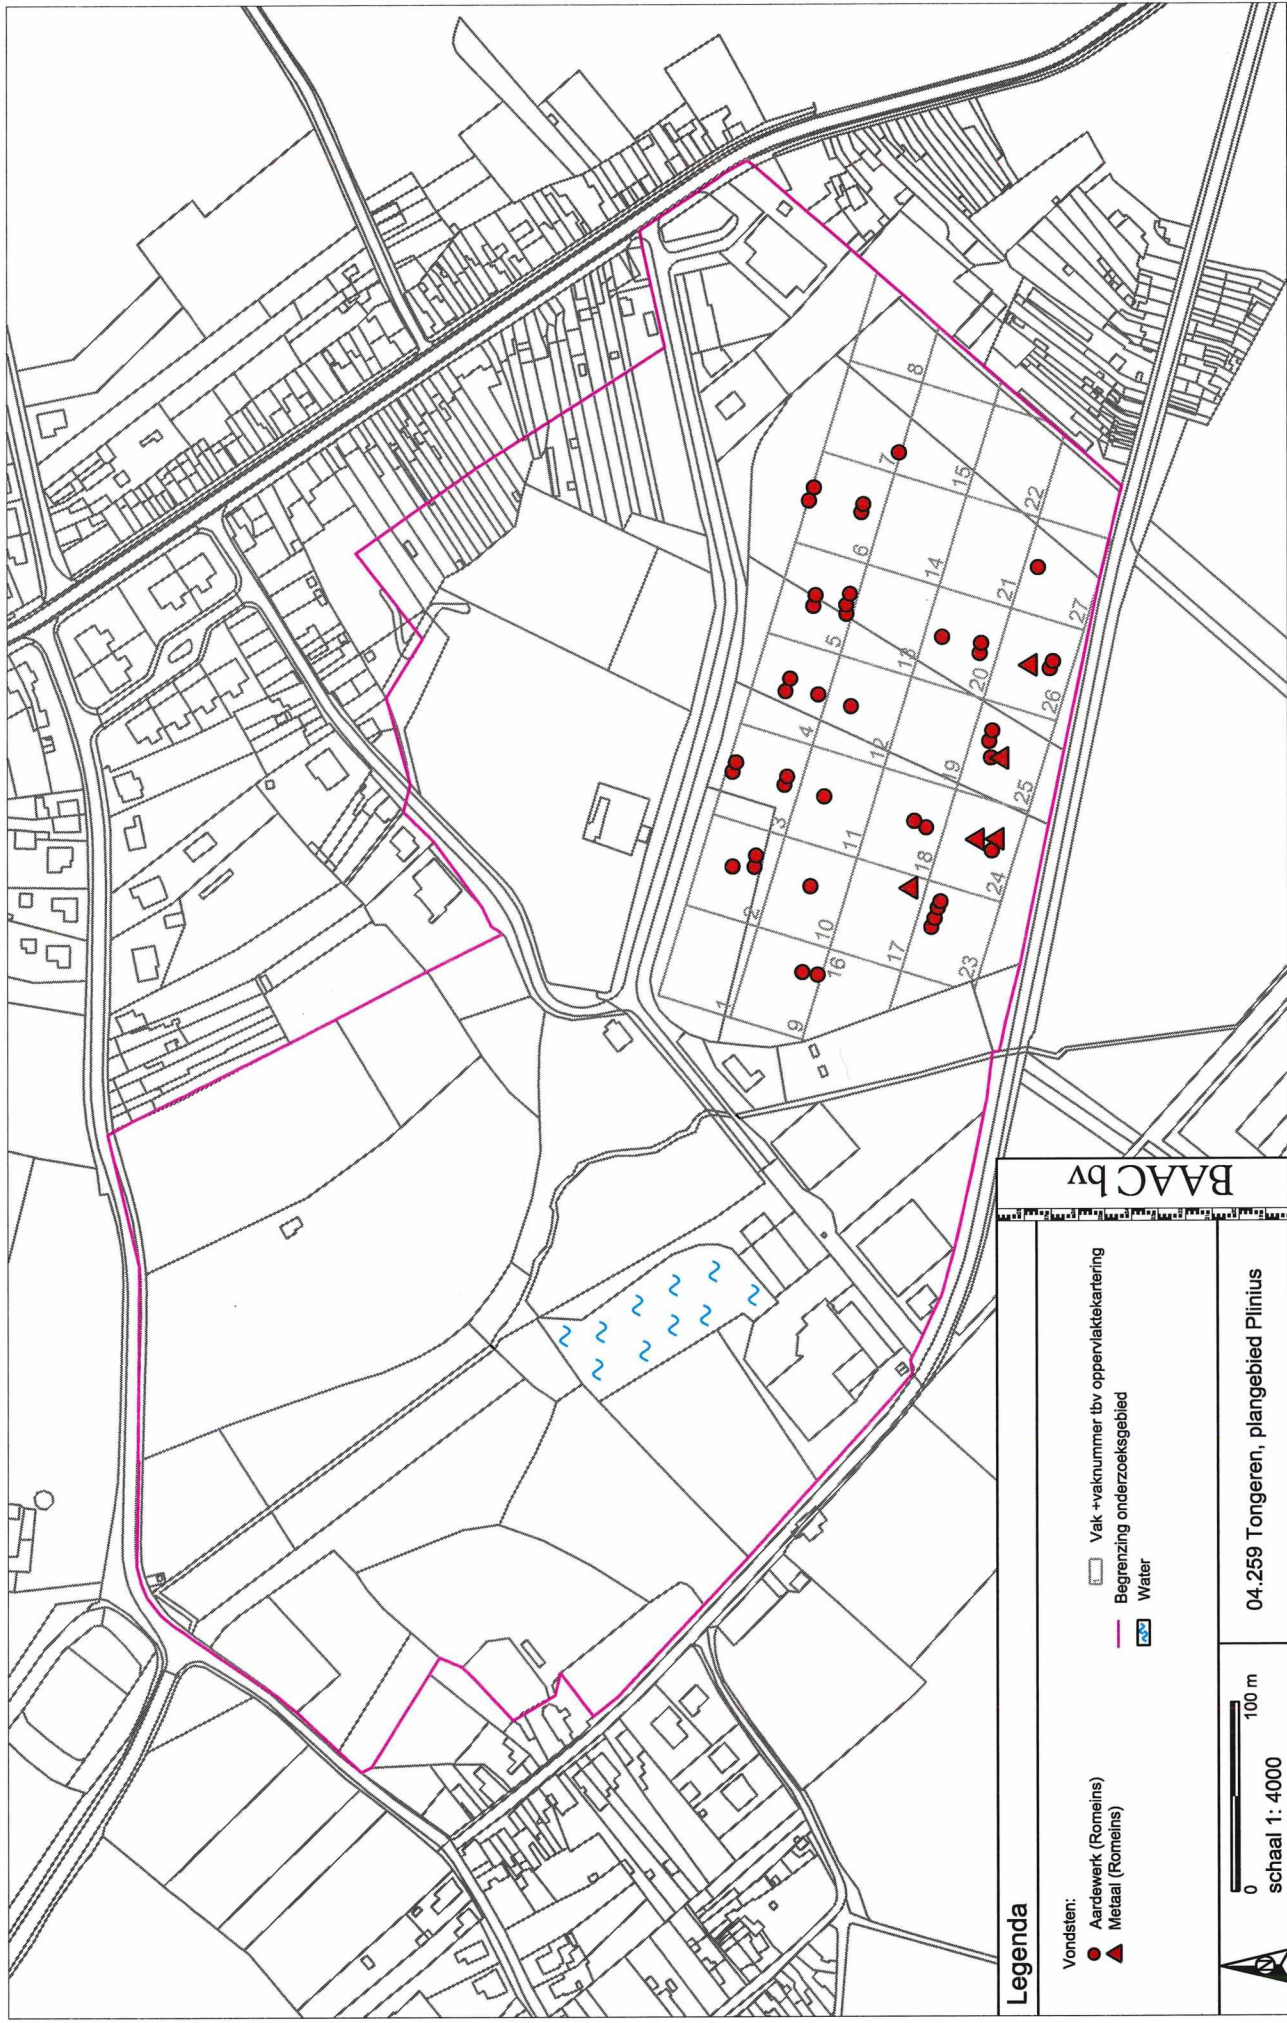 1
2
3
4
5
6
7
8
9
10
11
12
13
14
15
16
17
18
19
20
21
22
23
24
25
26
27
Legenda
Vondsten:
Aardewerk (Romeins)
Metaal (Romeins)
1 Vak +vaknummer tbv oppervlaktekartering
Begrenzing onderzoeksgebied
Water
BAAC bv
N
0 100 m
schaal 1: 4000
04.259 Tongeren, plangebied Plinius